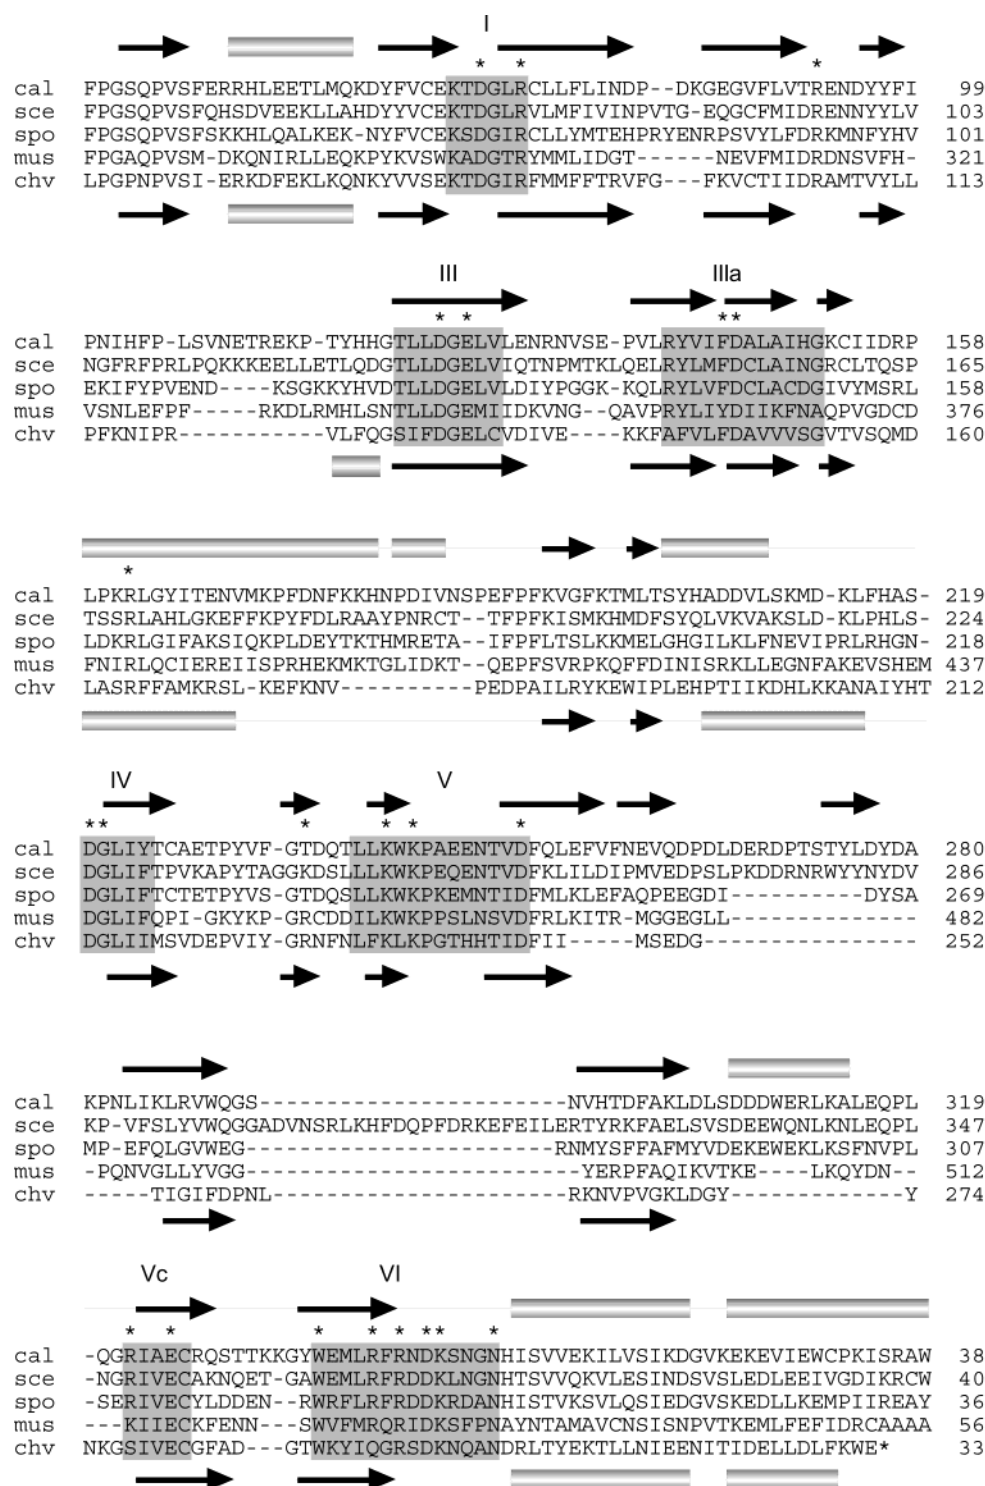 I
* * *
cal FPGSQPVSFERRHLEETLMQKDYFVCEKTDGLRCLLFLINDP--DKGEGVFLVTRENDYYFI 99
sce FPGSQPVSFQHSDVEEKLLAHDYYVCEKTDGLRVLMFIVINPVTG-EQGCFMIDRENNYYLV 103
spo FPGSQPVSFSKKHLQALKEK-NYFVCEKSDGIRCLLYMTEHPRYENRPSVYLFDRKMNFYHV 101
mus FPGAQPVSM-DKQNIRLLEQKPYKVSWKADGTRYMMLIDGT------NEVFMIDRDNSVFH- 321
chv LPGPNPVSI-ERKDFEKLKQNKYVVSEKTDGIRFMMFFTRVFG---FKVCTIIDRAMTVYLL 113
III IIIa
* * **
cal PNIHFP-LSVNETREKP-TYHHGTLLDGELVLENRNVSE-PVLRYVIFDALAIHGKCIIDRP 158
sce NGFRFPRLPQKKKEELLETLQDGTLLDGELVIQTNPMTKLQELRYLMFDCLAINGRCLTQSP 165
spo EKIFYPVEND----KSGKKYHVDTLLDGELVLDIYPGGK-KQLRYLVFDCLACDGIVYMSRL 158
mus VSNLEFPF------RKDLRMHLSNTLLDGEMIIDKVNG--QAVPRYLIYDIIKFNAQPVGDCD 376
chv PFKNIPR-----------VLFQGSIFDGELCVDIVE----KKFAFVLFDAVVVSGVTVSQMD 160
*
cal LPKRLGYITENVMKPFDNFKKHNPDIVNSPEFPFKVGFKTMLTSYHADDVLSKMD-KLFHAS- 219
sce TSSRLAHLGKEFFKPYFDLRAAYPNRCT--TFPFKISMKHMDFSYQLVKVAKSLD-KLPHLS- 224
spo LDKRLGIFAKSIQKPLDEYTKTHMRETA--IFPFLTSLKKMELGHGILKLFNEVIPRLRHGN- 218
mus FNIRLQCIEREIISPRHEKMKTGLIDKT--QEPFSVRPKQFFDINISRKLLEGNFAKEVSHEM 437
chv LASRFFAMKRSL-KEFKNV----------PEDPAILRYKEWIPLEHPTIIKDHLKKANAIYHT 212
IV V
** * * * *
cal DGLIYTCAETPYVF-GTDQTLLKWKPAEENTVDFQLEFVFNEVQDPDLDERDPTSTYLDYDA 280
sce DGLIFTPVKAPYTAGGKDSLLLKWKPEQENTVDFKLILDIPMVEDPSLPKDDRNRWYYNYDV 286
spo DGLIFTCTETPYVS-GTDQSLLKWKPKEMNTIDFMLKLEFAQPEEGDI----------DYSA 269
mus DGLIFQPI-GKYKP-GRCDDILKWKPPSLNSVDFRLKITR-MGGEGLL-------------- 482
chv DGLIIMSVDEPVIY-GRNFNLFKLKPGTHHTIDFII-----MSEDG---------------- 252
cal KPNLIKLRVWQGS-----------------------NVHTDFAKLDLSDDDWERLKALEQPL 319
sce KP-VFSLYVWQGGADVNSRLKHFDQPFDRKEFEILERTYRKFAELSVSDEEWQNLKNLEQPL 347
spo MP-EFQLGVWEG-----------------------RNMYSFFAFMYVDEKEWEKLKSFNVPL 307
mus -PQNVGLLYVGG-------------------------YERPFAQIKVTKE----LKQYDN-- 512
chv -----TIGIFDPNL----------------------RKNVPVGKLDGY-------------Y 274
Vc VI
* * * * * ** *
cal -QGRIAECRQSTTKKGYWEMLRFRNDKSNGNHISVVEKILVSIKDGVKEKEVIEWCPKISRAW 38
sce -NGRIVECAKNQET-GAWEMLRFRDDKLNGNHTSVVQKVLESINDSVSLEDLEEIVGDIKRCW 40
spo -SERIVECYLDDEN--RWRFLRFRDDKRSANHISTVKSVLQSIEDGVSKEDLLKEMPIIREAY 36
mus ---KIIECKFENN---SWVFMRQRIDKSFPNAYNTAMAVCNSISNPVTKEMLFEFIDRCAAAA 56
chv NKGSIVECGFAD---GTWKYIQGRSDKNQANDRLTYEKTLLNIEENITIDELLDLFKWE* 33